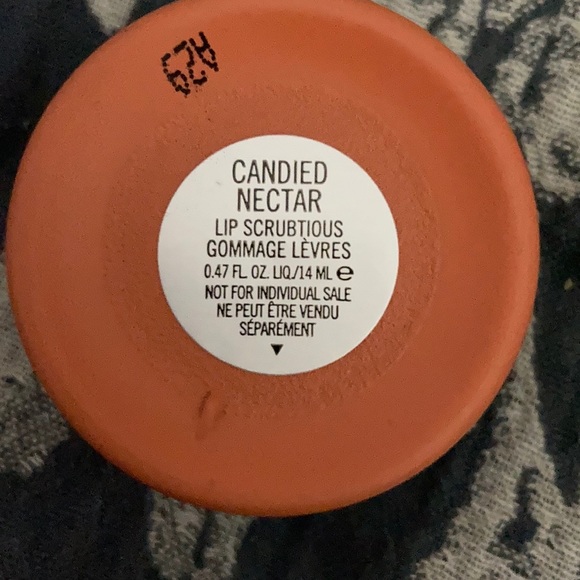 A29
CANDIED
NECTAR
LIP SCRUBTIOUS
GOMMAGE LÈVRES
0.47 FL. OZ. LIQ./14 ML ℮
NOT FOR INDIVIDUAL SALE
NE PEUT ÊTRE VENDU
SÉPARÉMENT